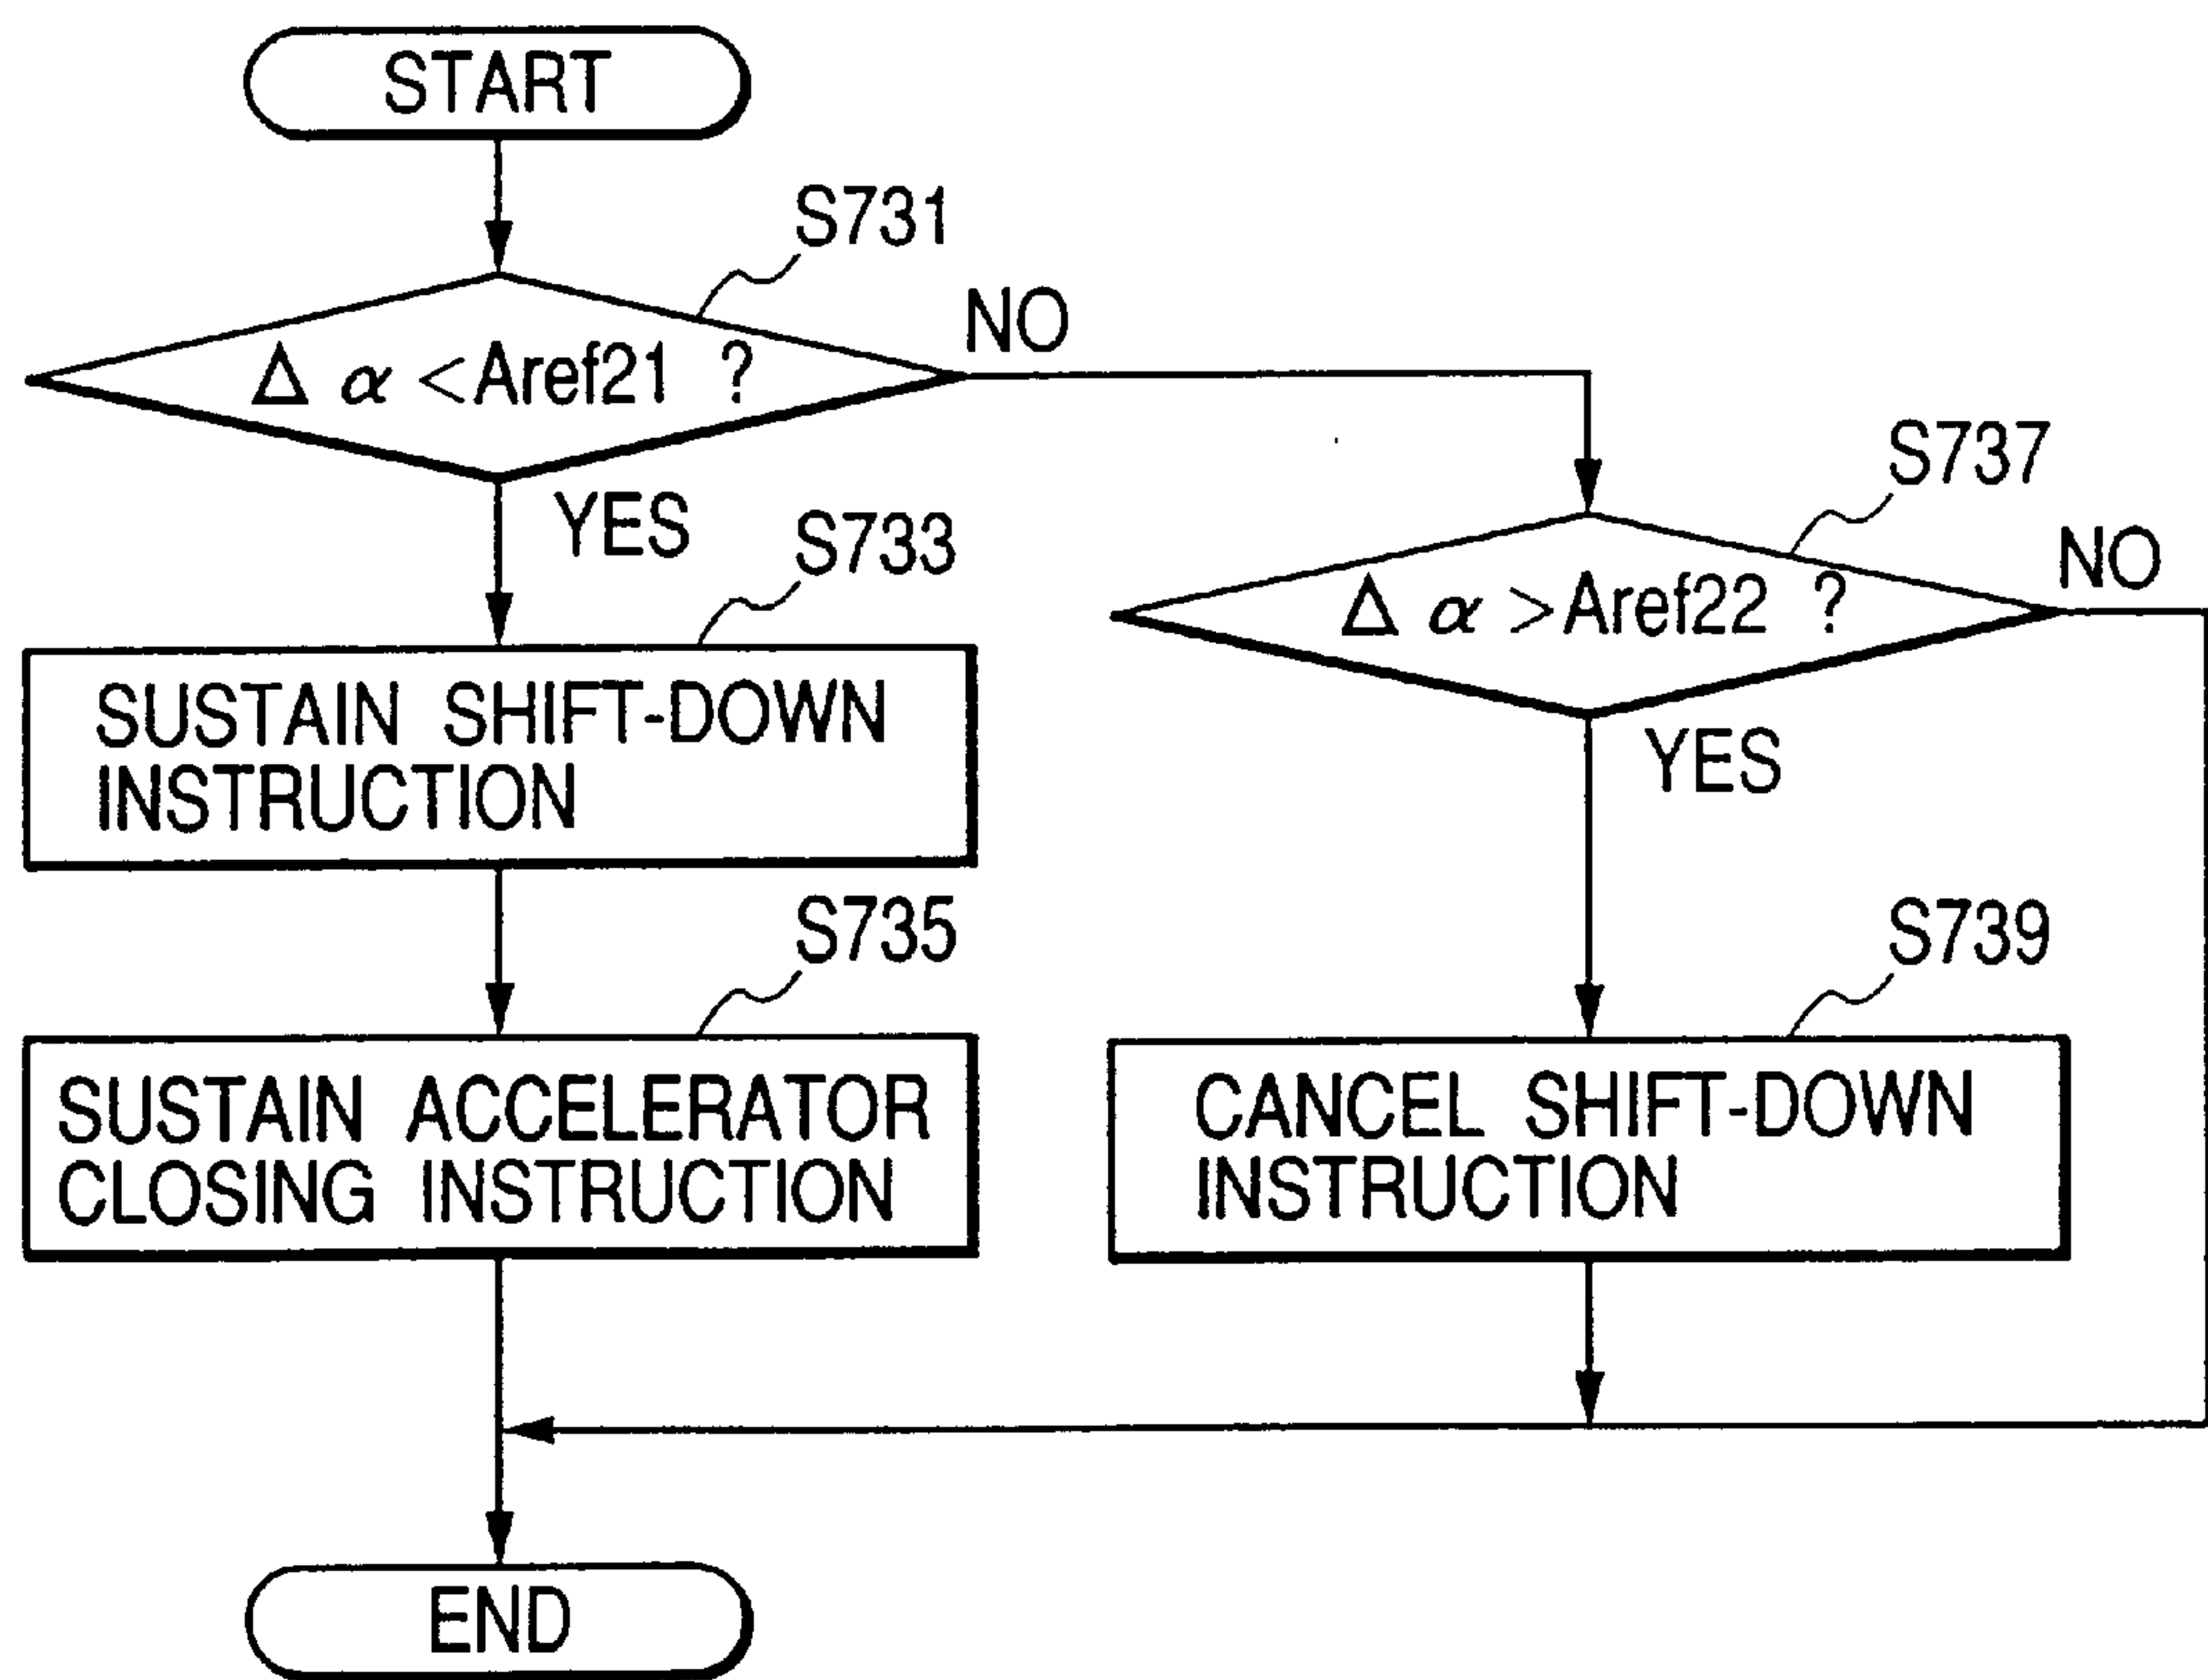 START
S731
Δ α <Aref21 ?
NO
YES
S733
SUSTAIN SHIFT-DOWN
INSTRUCTION
S735
SUSTAIN ACCELERATOR
CLOSING INSTRUCTION
S737
Δ α >Aref22 ?
NO
YES
S739
CANCEL SHIFT-DOWN
INSTRUCTION
END